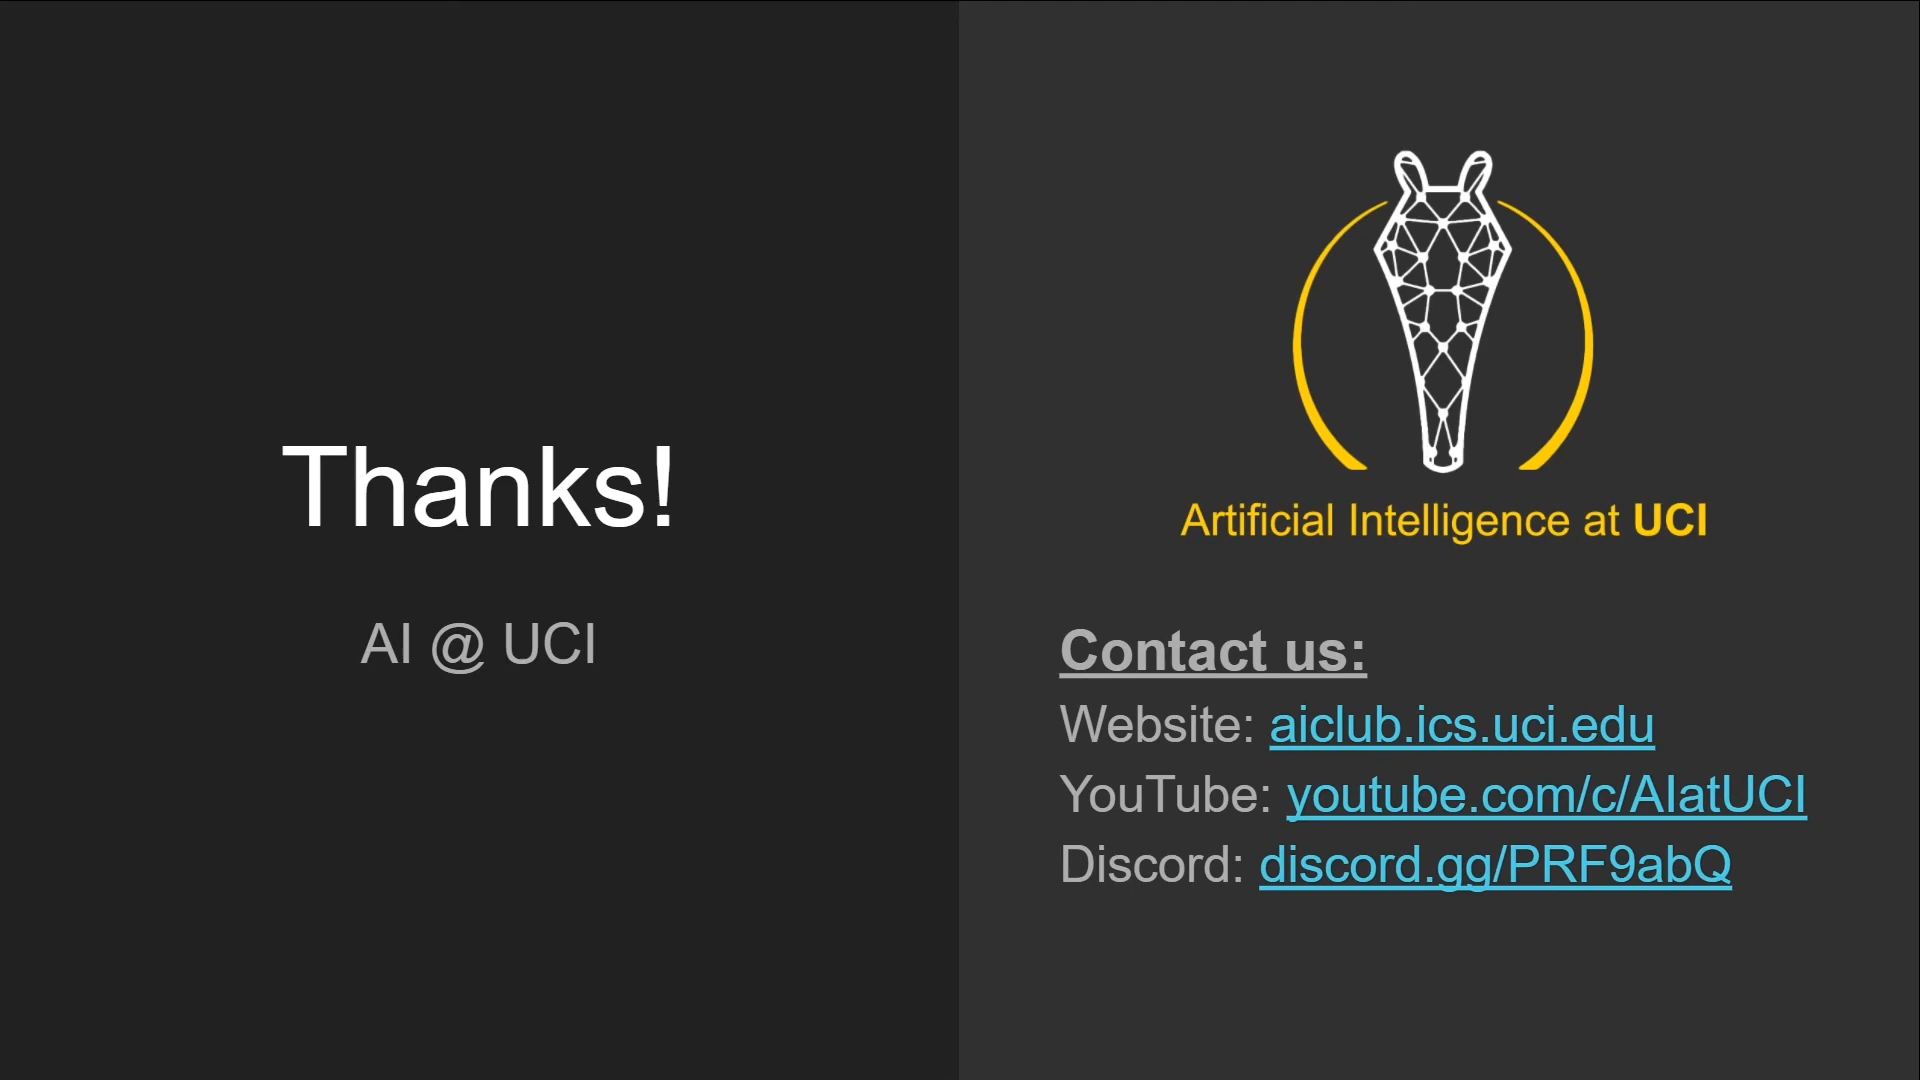 Thanks!
AI @ UCI
Artificial Intelligence at UCI
Contact us:
Website: aiclub.ics.uci.edu
YouTube: youtube.com/c/AIatUCI
Discord: discord.gg/PRF9abQ